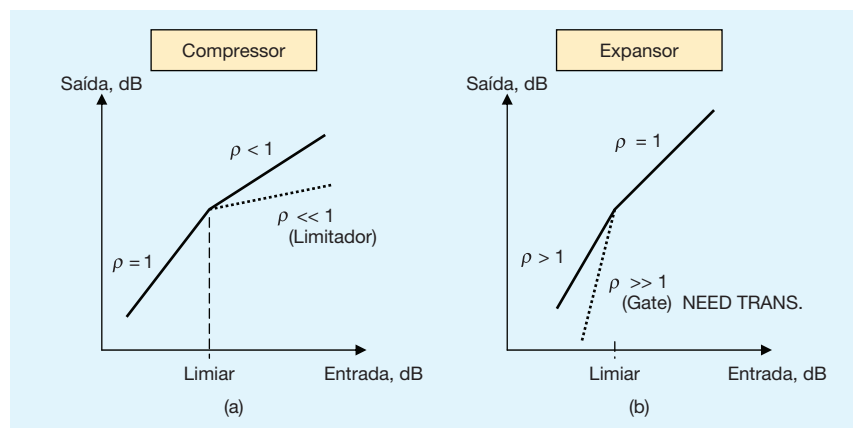 Compressor
Saída, dB
ρ < 1
ρ << 1
(Limitador)
ρ = 1
Limiar
Entrada, dB
(a)
Expansor
Saída, dB
ρ = 1
ρ > 1
ρ >> 1
(Gate) NEED TRANS.
Limiar
Entrada, dB
(b)